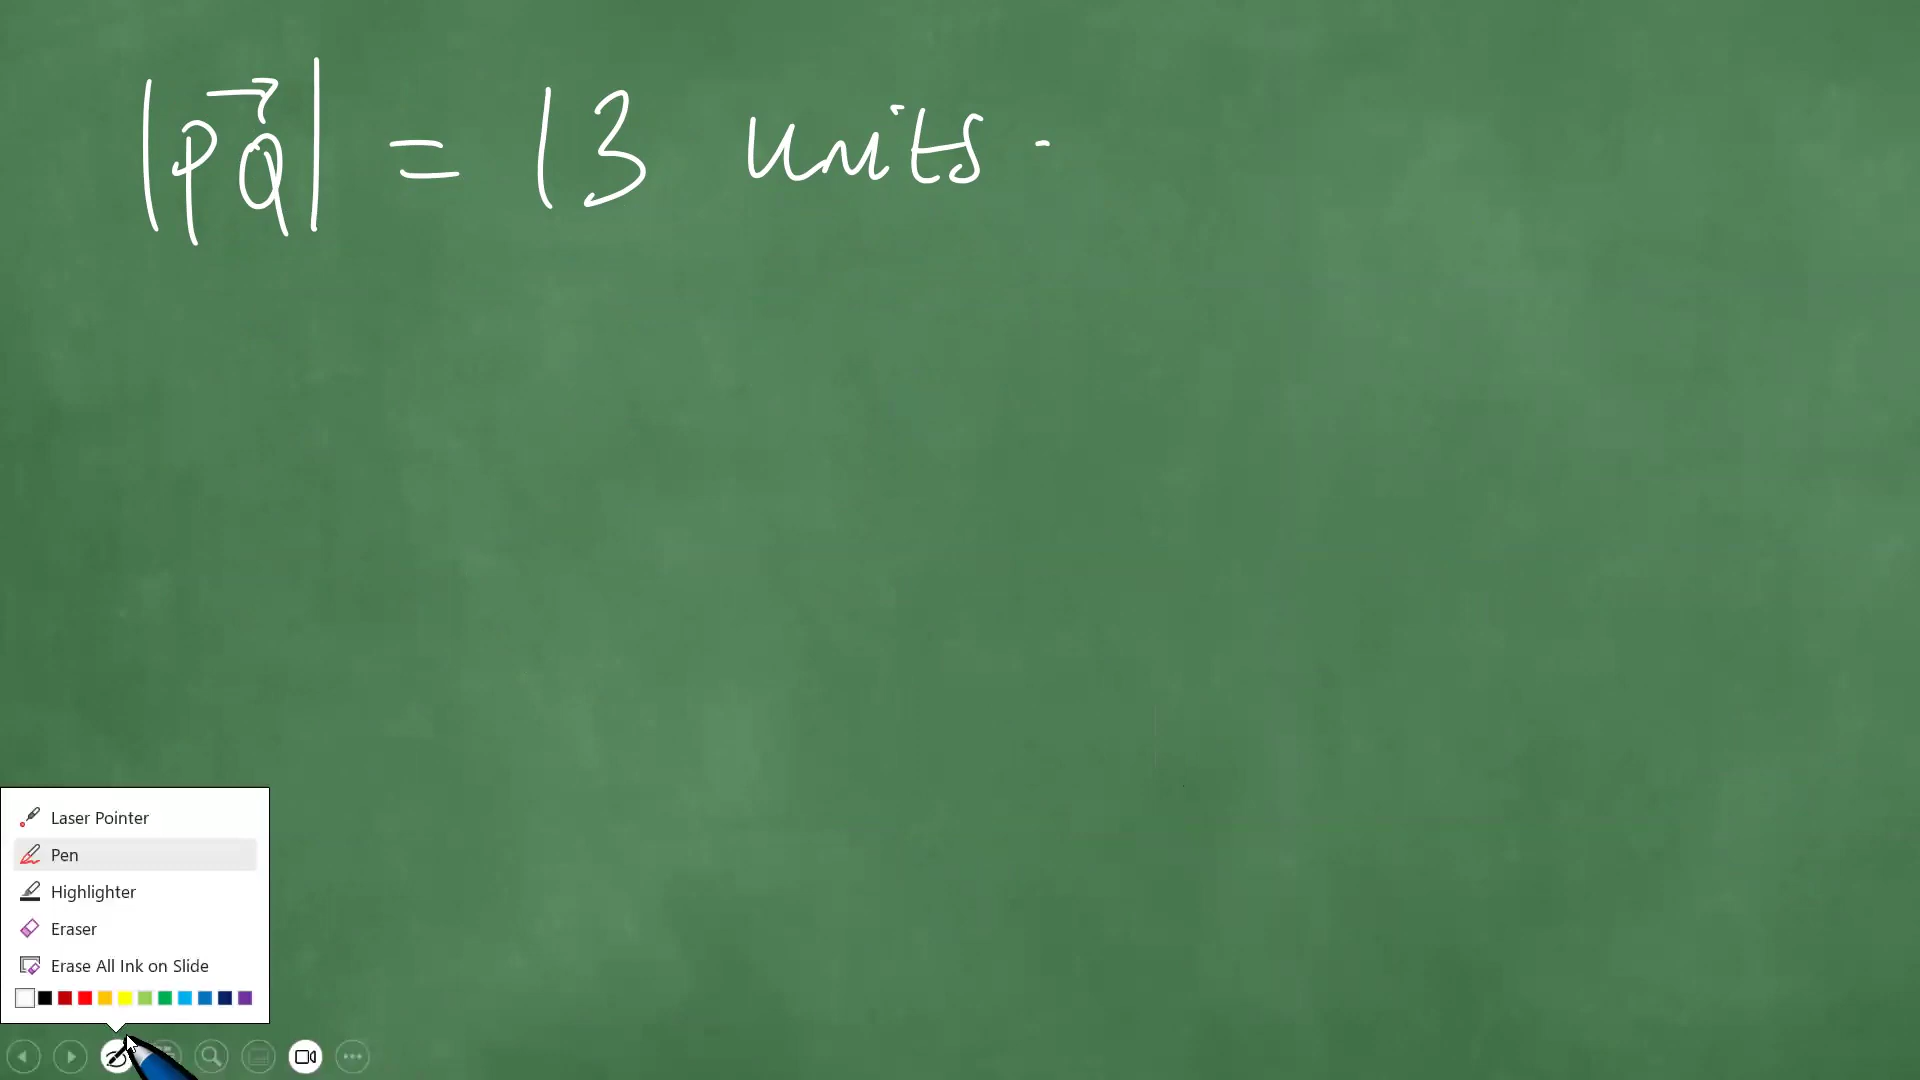 |PQ⃗| = 13 units.
Laser Pointer
Pen
Highlighter
Eraser
Erase All Ink on Slide